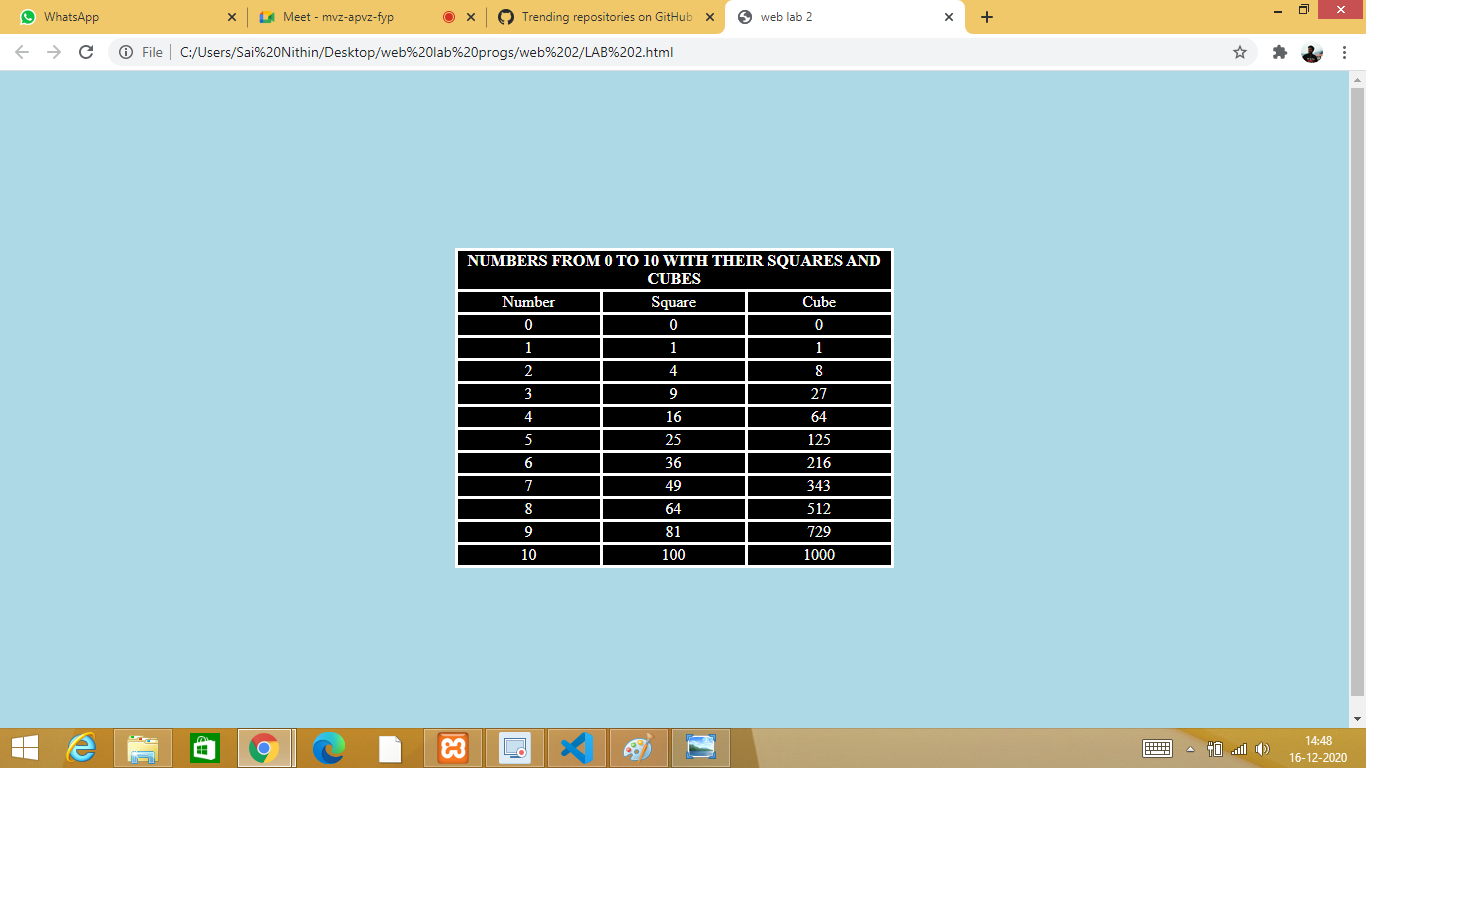 WhatsApp
Meet - mvz-apvz-fyp
Trending repositories on GitHub
web lab 2
File
C:/Users/Sai%20Nithin/Desktop/web%20lab%20progs/web%202/LAB%202.html
NUMBERS FROM 0 TO 10 WITH THEIR SQUARES AND
CUBES
Number Square Cube
0 0 0
1 1 1
2 4 8
3 9 27
4 16 64
5 25 125
6 36 216
7 49 343
8 64 512
9 81 729
10 100 1000
14:48
16-12-2020